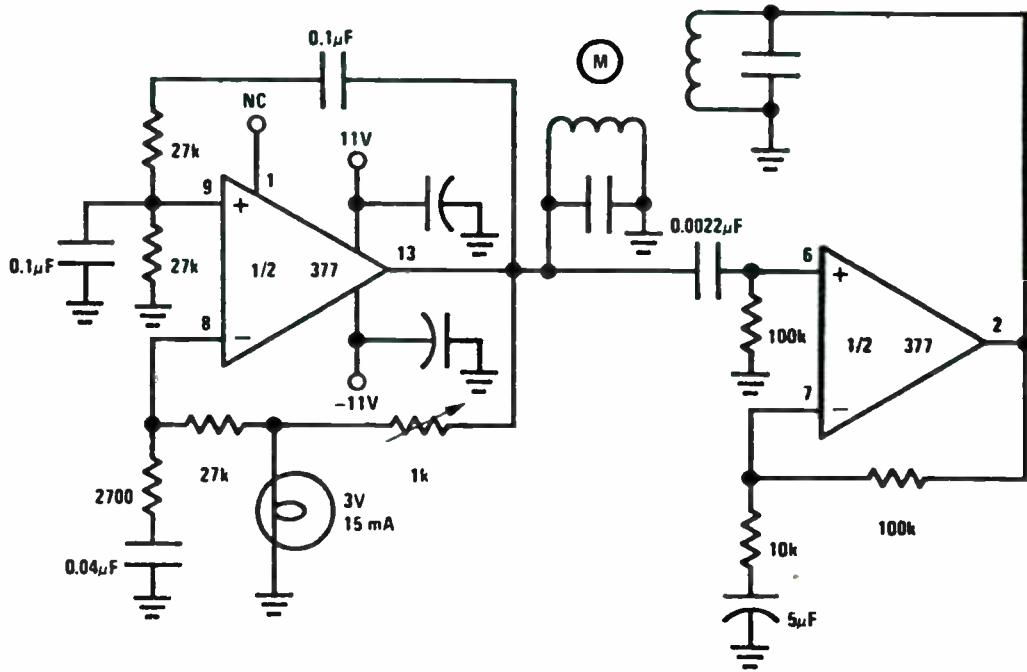 0.1µF
M
NC
11V
27k
9
1
+
0.1µF
27k
1/2 377
13
0.0022µF
6
+
8
−
100k
1/2 377
2
−11V
7
−
27k
1k
2700
3V
15 mA
100k
10k
0.04µF
5µF